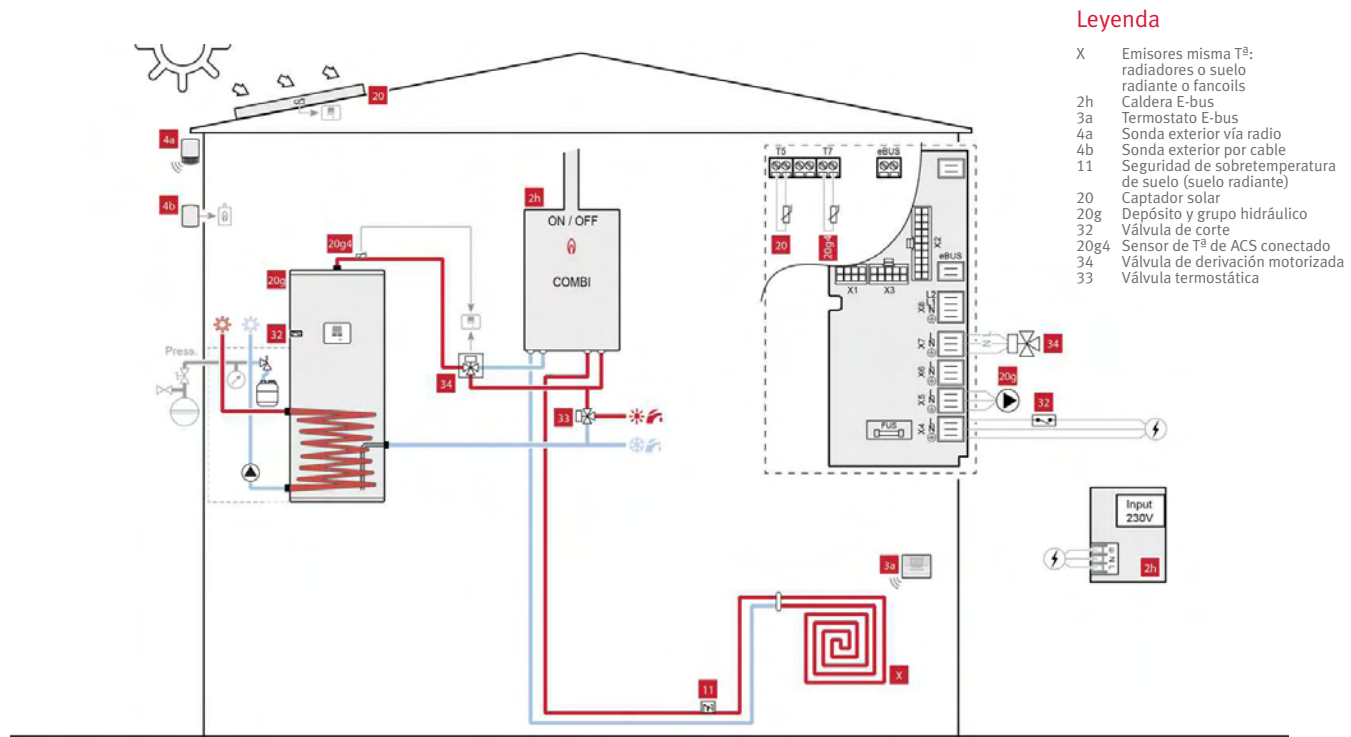 Leyenda
X Emisores misma Tª:
radiadores o suelo
radiante o fancoils
2h Caldera E-bus
3a Termostato E-bus
4a Sonda exterior vía radio
4b Sonda exterior por cable
11 Seguridad de sobretemperatura
de suelo (suelo radiante)
20 Captador solar
20g Depósito y grupo hidráulico
32 Válvula de corte
20g4 Sensor de Tª de ACS conectado
34 Válvula de derivación motorizada
33 Válvula termostática
20
4a
4b
2h
ON / OFF
COMBI
20g4
20g
32
Press.
34
33
11
X
3a
T5
T7
eBUS
20
20g4
X2
eBUS
X1
X3
L2
L1
N
X8
X7
L
N
34
X6
20g
X5
32
X4
FUS
Input
230V
N
L
2h